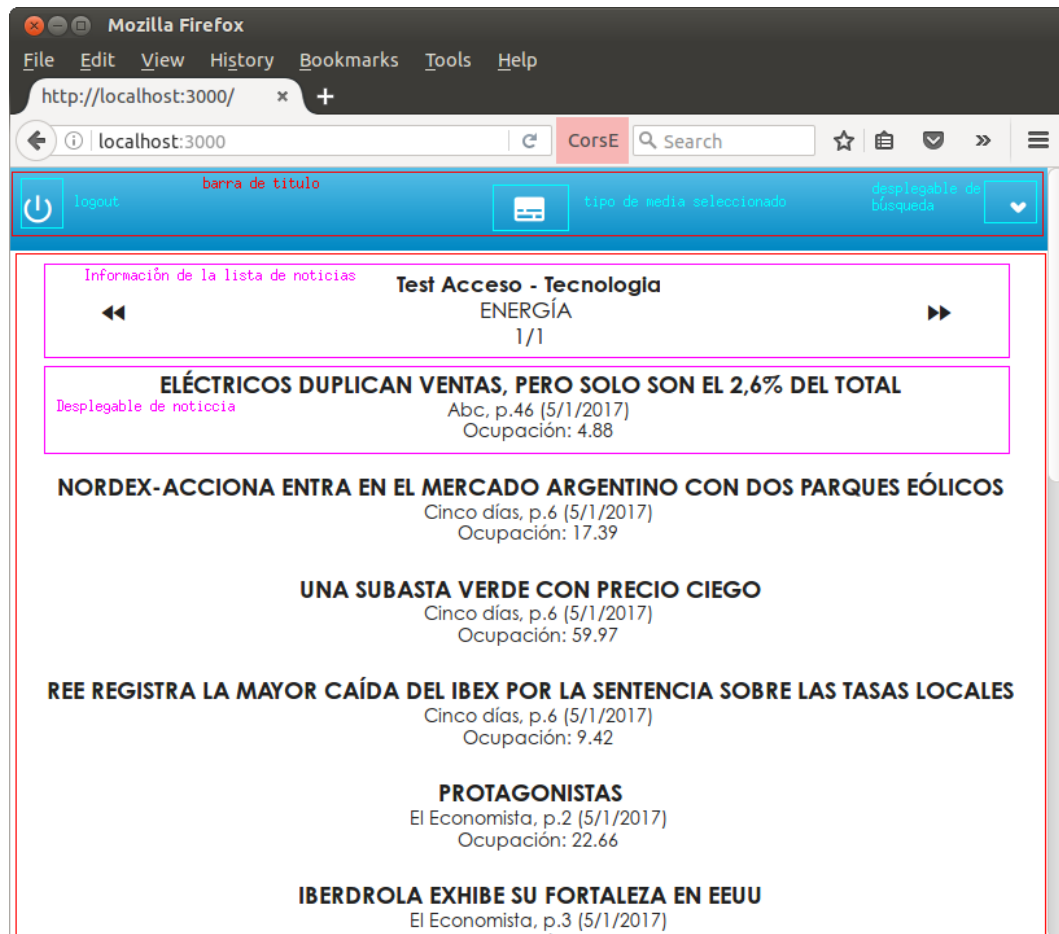 Mozilla Firefox
File Edit View History Bookmarks Tools Help
http://localhost:3000/ × +
localhost:3000 CorsE Search »
barra de titulo
logout
tipo de media seleccionado
desplegable de
búsqueda
Información de la lista de noticias
Test Acceso - Tecnologia
ENERGÍA
1/1
ELÉCTRICOS DUPLICAN VENTAS, PERO SOLO SON EL 2,6% DEL TOTAL
Desplegable de noticcia
Abc, p.46 (5/1/2017)
Ocupación: 4.88
NORDEX-ACCIONA ENTRA EN EL MERCADO ARGENTINO CON DOS PARQUES EÓLICOS
Cinco días, p.6 (5/1/2017)
Ocupación: 17.39
UNA SUBASTA VERDE CON PRECIO CIEGO
Cinco días, p.6 (5/1/2017)
Ocupación: 59.97
REE REGISTRA LA MAYOR CAÍDA DEL IBEX POR LA SENTENCIA SOBRE LAS TASAS LOCALES
Cinco días, p.6 (5/1/2017)
Ocupación: 9.42
PROTAGONISTAS
El Economista, p.2 (5/1/2017)
Ocupación: 22.66
IBERDROLA EXHIBE SU FORTALEZA EN EEUU
El Economista, p.3 (5/1/2017)